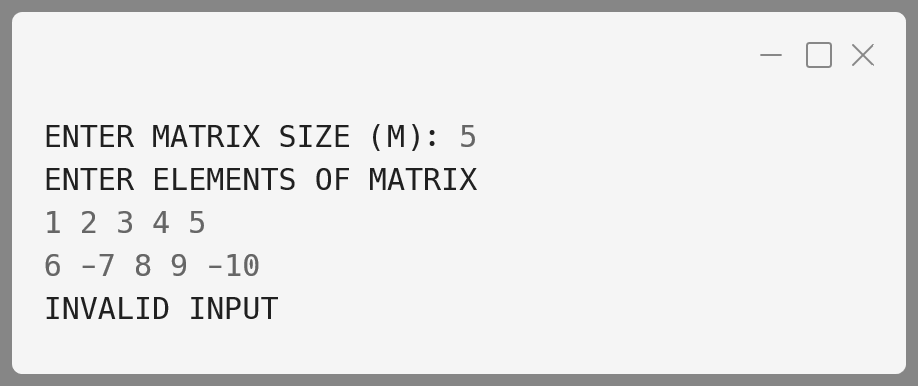 ENTER MATRIX SIZE (M): 5
ENTER ELEMENTS OF MATRIX
1 2 3 4 5
6 -7 8 9 -10
INVALID INPUT